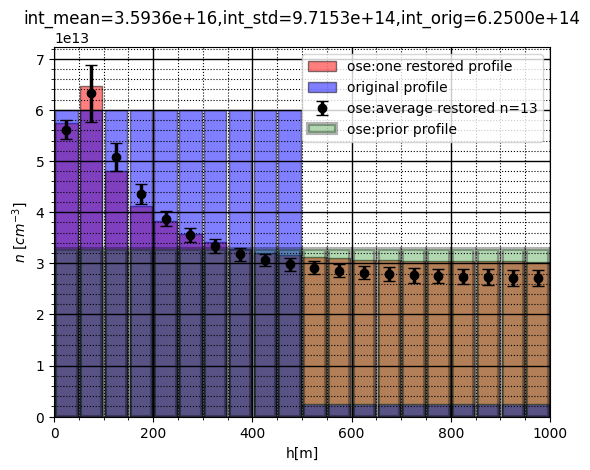 int_mean=3.5936e+16,int_std=9.7153e+14,int_orig=6.2500e+14
1e13
7
6
5
4
3
2
1
0
n [cm⁻³]
ose:one restored profile
original profile
ose:average restored n=13
ose:prior profile
0
200
400
600
800
1000
h[m]